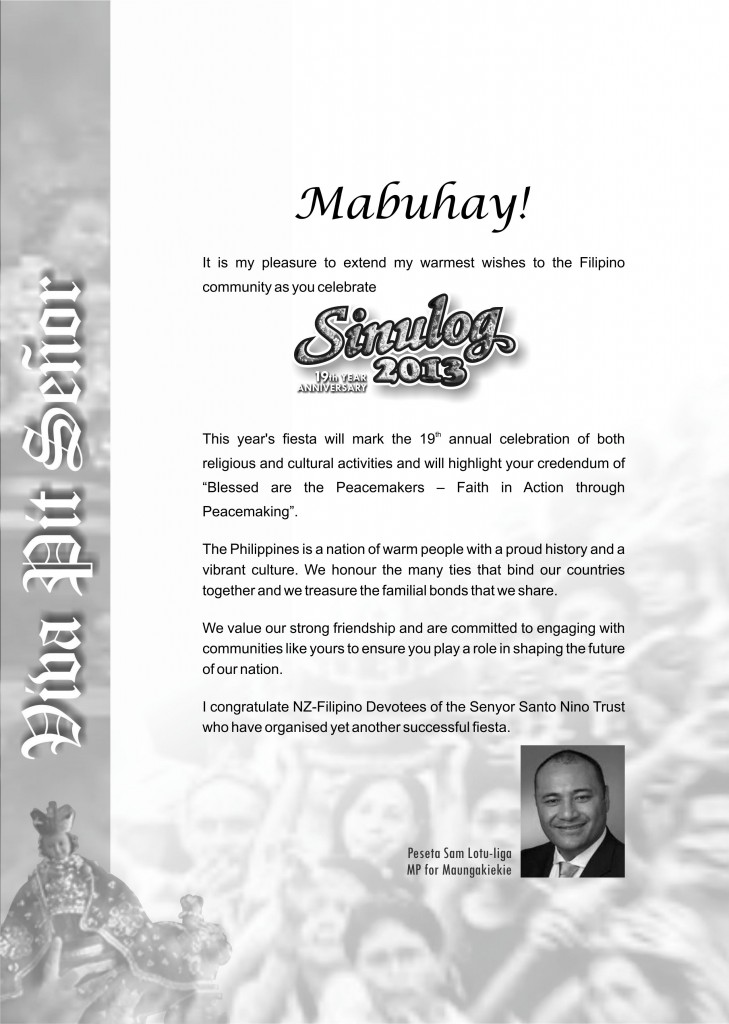 Viva Pit Señor
Mabuhay!
It is my pleasure to extend my warmest wishes to the Filipino
community as you celebrate
Sinulog
2013
19th YEAR
ANNIVERSARY
This year's fiesta will mark the 19th annual celebration of both
religious and cultural activities and will highlight your credendum of
“Blessed are the Peacemakers – Faith in Action through
Peacemaking”.
The Philippines is a nation of warm people with a proud history and a
vibrant culture. We honour the many ties that bind our countries
together and we treasure the familial bonds that we share.
We value our strong friendship and are committed to engaging with
communities like yours to ensure you play a role in shaping the future
of our nation.
I congratulate NZ-Filipino Devotees of the Senyor Santo Nino Trust
who have organised yet another successful fiesta.
Peseta Sam Lotu-Iiga
MP for Maungakiekie